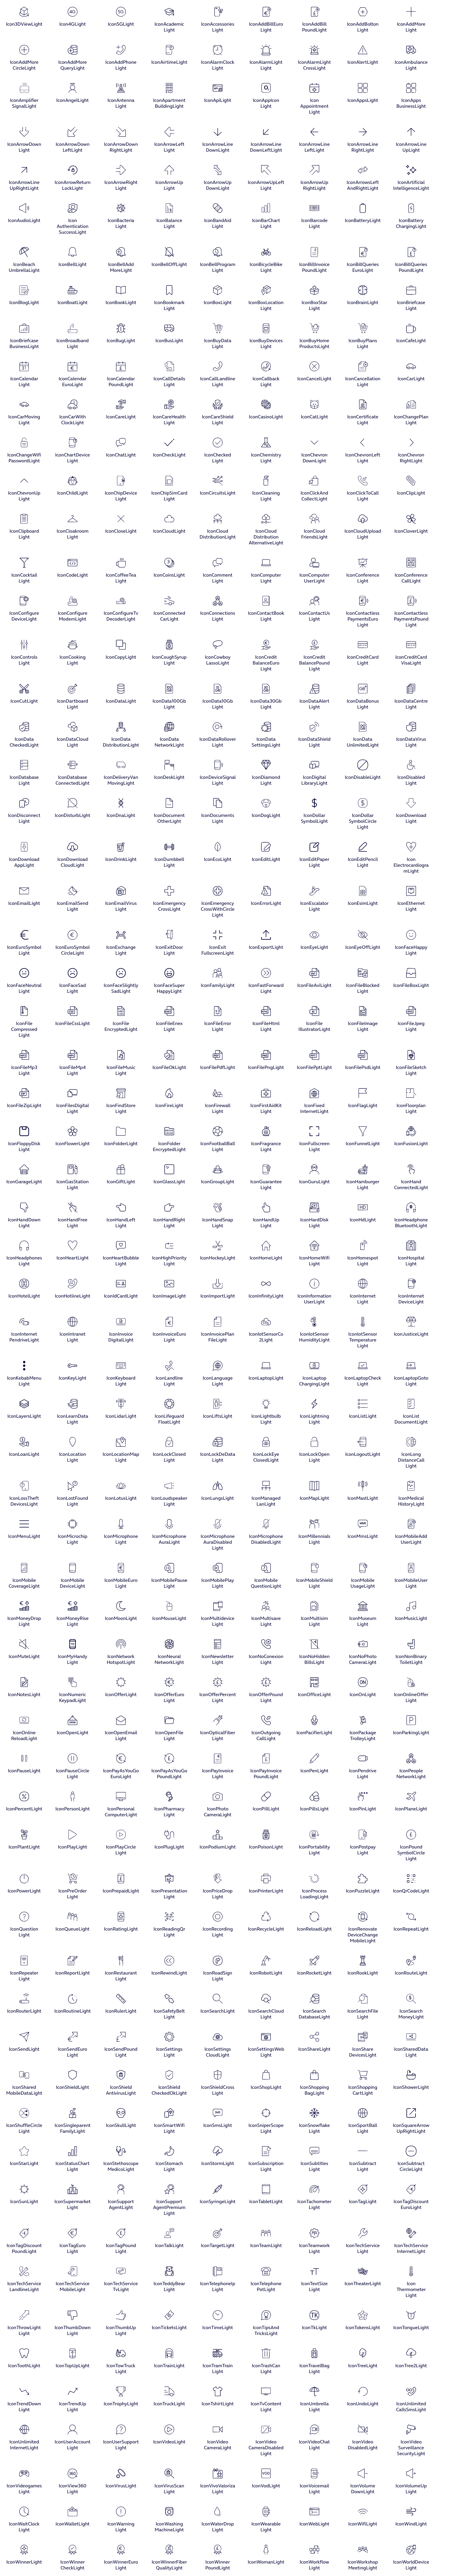 Icon3DViewLight Icon4GLight Icon5GLight IconAcademic Light IconAccessories Light IconAddBillEuro Light IconAddBill PoundLight IconAddBolton Light IconAddMore Light
IconAddMore CircleLight IconAddMore QueryLight IconAddPhone Light IconAirtimeLight IconAlarmClock Light IconAlarmLight Light IconAlarmLight CrossLight IconAlertLight IconAmbulance Light
IconAmplifier SignalLight IconAngelLight IconAntenna Light IconApartment BuildingLight IconApiLight IconAppIcon Light Icon Appointment Light IconAppsLight IconApps BusinessLight
IconArrowDown Light IconArrowDown LeftLight IconArrowDown RightLight IconArrowLeft Light IconArrowLine DownLight IconArrowLine DownLeftLight IconArrowLine LeftLight IconArrowLine RightLight IconArrowLine UpLight
IconArrowLine UpRightLight IconArrowReturn LockLight IconArrowRight Light IconArrowUp Light IconArrowUp DownLight IconArrowUpLeft Light IconArrowUp RightLight IconArrowLeft AndRightLight IconArtificial IntelligenceLight
IconAudioLight Icon Authentication SuccessLight IconBacteria Light IconBalance Light IconBandAid Light IconBarChart Light IconBarcode Light IconBatteryLight IconBattery ChargingLight
IconBeach UmbrellaLight IconBellLight IconBellAdd MoreLight IconBellOffLight IconBellProgram Light IconBicycleBike Light IconBillInvoice PoundLight IconBillQueries EuroLight IconBillQueries PoundLight
IconBlogLight IconBoatLight IconBookLight IconBookmark Light IconBoxLight IconBoxLocation Light IconBoxStar Light IconBrainLight IconBriefcase Light
IconBriefcase BusinessLight IconBroadband Light IconBugLight IconBusLight IconBuyData Light IconBuyDevices Light IconBuyHome ProductsLight IconBuyPlans Light IconCafeLight
IconCalendar Light IconCalendar EuroLight IconCalendar PoundLight IconCallDetails Light IconCallLandline Light IconCallback Light IconCancelLight IconCancellation Light IconCarLight
IconCarMoving Light IconCarWith ClockLight IconCareLight IconCareHealth Light IconCareShield Light IconCasinoLight IconCatLight IconCertificate Light IconChangePlan Light
IconChangeWifi PasswordLight IconChartDevice Light IconChatLight IconCheckLight IconChecked Light IconChemistry Light IconChevron DownLight IconChevronLeft Light IconChevron RightLight
IconChevronUp Light IconChildLight IconChipDevice Light IconChipSimCard Light IconCircuitsLight IconCleaning Light IconClickAnd CollectLight IconClickToCall Light IconClipLight
IconClipboard Light IconCloakroom Light IconCloseLight IconCloudLight IconCloud DistributionLight IconCloud Distribution AlternativeLight IconCloud FriendsLight IconCloudUpload Light IconCloverLight
IconCocktail Light IconCodeLight IconCoffeeTea Light IconCoinsLight IconComment Light IconComputer Light IconComputer UserLight IconConference Light IconConference CallLight
IconConfigure DeviceLight IconConfigure ModemLight IconConfigureTv DecoderLight IconConnected CarLight IconConnections Light IconContactBook Light IconContactUs Light IconContactless PaymentsEuro Light IconContactless PaymentsPound Light
IconControls Light IconCooking Light IconCopyLight IconCoughSyrup Light IconCowboy LassoLight IconCredit BalanceEuro Light IconCredit BalancePound Light IconCreditCard Light IconCreditCard VisaLight
IconCutLight IconDartboard Light IconDataLight IconData100Gb Light IconData10Gb Light IconData30Gb Light IconDataAlert Light IconDataBonus Light IconDataCentre Light
IconData CheckedLight IconDataCloud Light IconData DistributionLight IconData NetworkLight IconDataRollover Light IconData SettingsLight IconDataShield Light IconData UnlimitedLight IconDataVirus Light
IconDatabase Light IconDatabase ConnectedLight IconDeliveryVan MovingLight IconDeskLight IconDeviceSignal Light IconDiamond Light IconDigital LibraryLight IconDisableLight IconDisabled Light
IconDisconnect Light IconDisturbLight IconDnaLight IconDocument OtherLight IconDocuments Light IconDogLight IconDollar SymbolLight IconDollar SymbolCircle Light IconDownload Light
IconDownload AppLight IconDownload CloudLight IconDrinkLight IconDumbbell Light IconEcoLight IconEditLight IconEditPaper Light IconEditPencil Light Icon Electrocardiogra mLight
IconEmailLight IconEmailSend Light IconEmailVirus Light IconEmergency CrossLight IconEmergency CrossWithCircle Light IconErrorLight IconEscalator Light IconEsimLight IconEthernet Light
IconEuroSymbol Light IconEuroSymbol CircleLight IconExchange Light IconExitDoor Light IconExit FullscreenLight IconExportLight IconEyeLight IconEyeOffLight IconFaceHappy Light
IconFaceNeutral Light IconFaceSad Light IconFaceSlightly SadLight IconFaceSuper HappyLight IconFamilyLight IconFastForward Light IconFileAviLight IconFileBlocked Light IconFileBoxLight
IconFile Compressed Light IconFileCssLight IconFile EncryptedLight IconFileEnex Light IconFileError Light IconFileHtml Light IconFile IllustratorLight IconFileImage Light IconFileJpeg Light
IconFileMp3 Light IconFileMp4 Light IconFileMusic Light IconFileOkLight IconFilePdfLight IconFilePngLight IconFilePptLight IconFilePsdLight IconFileSketch Light
IconFileZipLight IconFilesDigital Light IconFindStore Light IconFireLight IconFirewall Light IconFirstAidKit Light IconFixed InternetLight IconFlagLight IconFloorplan Light
IconFloppyDisk Light IconFlowerLight IconFolderLight IconFolder EncryptedLight IconFootballBall Light IconFragrance Light IconFullscreen Light IconFunnelLight IconFusionLight
IconGarageLight IconGasStation Light IconGiftLight IconGlassLight IconGroupLight IconGuarantee Light IconGuruLight IconHamburger Light IconHand ConnectedLight
IconHandDown Light IconHandFree Light IconHandLeft Light IconHandRight Light IconHandSnap Light IconHandUp Light IconHardDisk Light IconHdLight IconHeadphone BluetoothLight
IconHeadphones Light IconHeartLight IconHeartBubble Light IconHighPriority Light IconHockeyLight IconHomeLight IconHomeWifi Light IconHomespot Light IconHospital Light
IconHotelLight IconHotlineLight IconIdCardLight IconImageLight IconImportLight IconInfinityLight IconInformation UserLight IconInternet Light IconInternet DeviceLight
IconInternet PendriveLight IconIntranet Light IconInvoice DigitalLight IconInvoiceEuro Light IconInvoicePlan FileLight IconIotSensorCo 2Light IconIotSensor HumidityLight IconIotSensor Temperature Light IconJusticeLight
IconKebabMenu Light IconKeyLight IconKeyboard Light IconLandline Light IconLanguage Light IconLaptopLight IconLaptop ChargingLight IconLaptopCheck Light IconLaptopGoto Light
IconLayersLight IconLearnData Light IconLidarLight IconLifeguard FloatLight IconLiftsLight IconLightbulb Light IconLightning Light IconListLight IconList DocumentLight
IconLoanLight IconLocation Light IconLocationMap Light IconLockClosed Light IconLockDeData Light IconLockEye ClosedLight IconLockOpen Light IconLogoutLight IconLong DistanceCall Light
IconLossTheft DevicesLight IconLostFound Light IconLotusLight IconLoudspeaker Light IconLungsLight IconManaged LanLight IconMapLight IconMastLight IconMedical HistoryLight
IconMenuLight IconMicrochip Light IconMicrophone Light IconMicrophone AuraLight IconMicrophone AuraDisabled Light IconMicrophone DisabledLight IconMillennials Light IconMmsLight IconMobileAdd UserLight
IconMobile CoverageLight IconMobile DeviceLight IconMobileEuro Light IconMobilePause Light IconMobilePlay Light IconMobile QuestionLight IconMobileShield Light IconMobile UsageLight IconMobileUser Light
IconMoneyDrop Light IconMoneyRise Light IconMoonLight IconMouseLight IconMultidevice Light IconMultisave Light IconMultisim Light IconMuseum Light IconMusicLight
IconMuteLight IconMyHandy Light IconNetwork HotspotLight IconNeural NetworkLight IconNewsletter Light IconNoConexion Light IconNoHidden BillsLight IconNoPhoto CameraLight IconNonBinary ToiletLight
IconNotesLight IconNumeric KeypadLight IconOfferLight IconOfferEuro Light IconOfferPercent Light IconOfferPound Light IconOfficeLight IconOnLight IconOnlineOffer Light
IconOnline ReloadLight IconOpenLight IconOpenEmail Light IconOpenFile Light IconOpticalFiber Light IconOutgoing CallLight IconPacifierLight IconPackage TrolleyLight IconParkingLight
IconPauseLight IconPauseCircle Light IconPayAsYouGo EuroLight IconPayAsYouGo PoundLight IconPayInvoice Light IconPayInvoice PoundLight IconPenLight IconPendrive Light IconPeople NetworkLight
IconPercentLight IconPersonLight IconPersonal ComputerLight IconPharmacy Light IconPhoto CameraLight IconPillLight IconPillsLight IconPinLight IconPlaneLight
IconPlantLight IconPlayLight IconPlayCircle Light IconPlugLight IconPodiumLight IconPoisonLight IconPortability Light IconPostpay Light IconPound SymbolCircle Light
IconPowerLight IconPreOrder Light IconPrepaidLight IconPresentation Light IconPriceDrop Light IconPrinterLight IconProcess LoadingLight IconPuzzleLight IconQrCodeLight
IconQuestion Light IconQueueLight IconRatingLight IconReadingQr Light IconRecording Light IconRecycleLight IconReloadLight IconRenovate DeviceChange MobileLight IconRepeatLight
IconRepeater Light IconReportLight IconRestaurant Light IconRewindLight IconRoadSign Light IconRobotLight IconRocketLight IconRookLight IconRouteLight
IconRouterLight IconRoutineLight IconRulerLight IconSafetyBelt Light IconSearchLight IconSearchCloud Light IconSearch DatabaseLight IconSearchFile Light IconSearch MoneyLight
IconSendLight IconSendEuro Light IconSendPound Light IconSettings Light IconSettings CloudLight IconSettingsWeb Light IconShareLight IconShare DevicesLight IconSharedData Light
IconShared MobileDataLight IconShieldLight IconShield AntivirusLight IconShield CheckedOkLight IconShieldCross Light IconShopLight IconShopping BagLight IconShopping CartLight IconShowerLight
IconShuffleCircle Light IconSingleparent FamilyLight IconSkullLight IconSmartWifi Light IconSmsLight IconSniperScope Light IconSnowflake Light IconSportBall Light IconSquareArrow UpRightLight
IconStarLight IconStatusChart Light IconStethoscope MedicoLight IconStomach Light IconStormLight IconSubscription Light IconSubtitles Light IconSubtract Light IconSubtract CircleLight
IconSunLight IconSupermarket Light IconSupport AgentLight IconSupport AgentPremium Light IconSyringeLight IconTabletLight IconTachometer Light IconTagLight IconTagDiscount EuroLight
IconTagDiscount PoundLight IconTagEuro Light IconTagPound Light IconTalkLight IconTargetLight IconTeamLight IconTeamwork Light IconTechService Light IconTechService InternetLight
IconTechService LandlineLight IconTechService MobileLight IconTechService TvLight IconTeddyBear Light IconTelephoneIp Light IconTelephone PotLight IconTextSize Light IconTheaterLight Icon Thermometer Light
IconThrowLight IconThumbDown Light IconThumbUp Light IconTicketsLight IconTimeLight IconTipsAnd TricksLight IconTkLight IconTokensLight IconTongueLight
IconToothLight IconTopUpLight IconTowTruck Light IconTrainLight IconTramTrain Light IconTrashCan Light IconTravelBag Light IconTreeLight IconTree2Light
IconTrendDown Light IconTrendUp Light IconTrophyLight IconTruckLight IconTshirtLight IconTvContent Light IconUmbrella Light IconUndoLight IconUnlimited CallsSmsLight
IconUnlimited InternetLight IconUserAccount Light IconUserSupport Light IconVideoLight IconVideo CameraLight IconVideo CameraDisabled Light IconVideoChat Light IconVideo DisabledLight IconVideo Surveillance SecurityLight
IconVideogames Light IconView360 Light IconVirusLight IconVirusScan Light IconVivoValoriza Light IconVodLight IconVoicemail Light IconVolume DownLight IconVolumeUp Light
IconWaitClock Light IconWalletLight IconWarning Light IconWashing MachineLight IconWaterDrop Light IconWearable Light IconWebLight IconWifiLight IconWindLight
IconWinnerLight IconWinner CheckLight IconWinnerEuro Light IconWinnerFiber QualityLight IconWinner PoundLight IconWomanLight IconWorkflow Light IconWorkshop MeetingLight IconWorldDevice Light